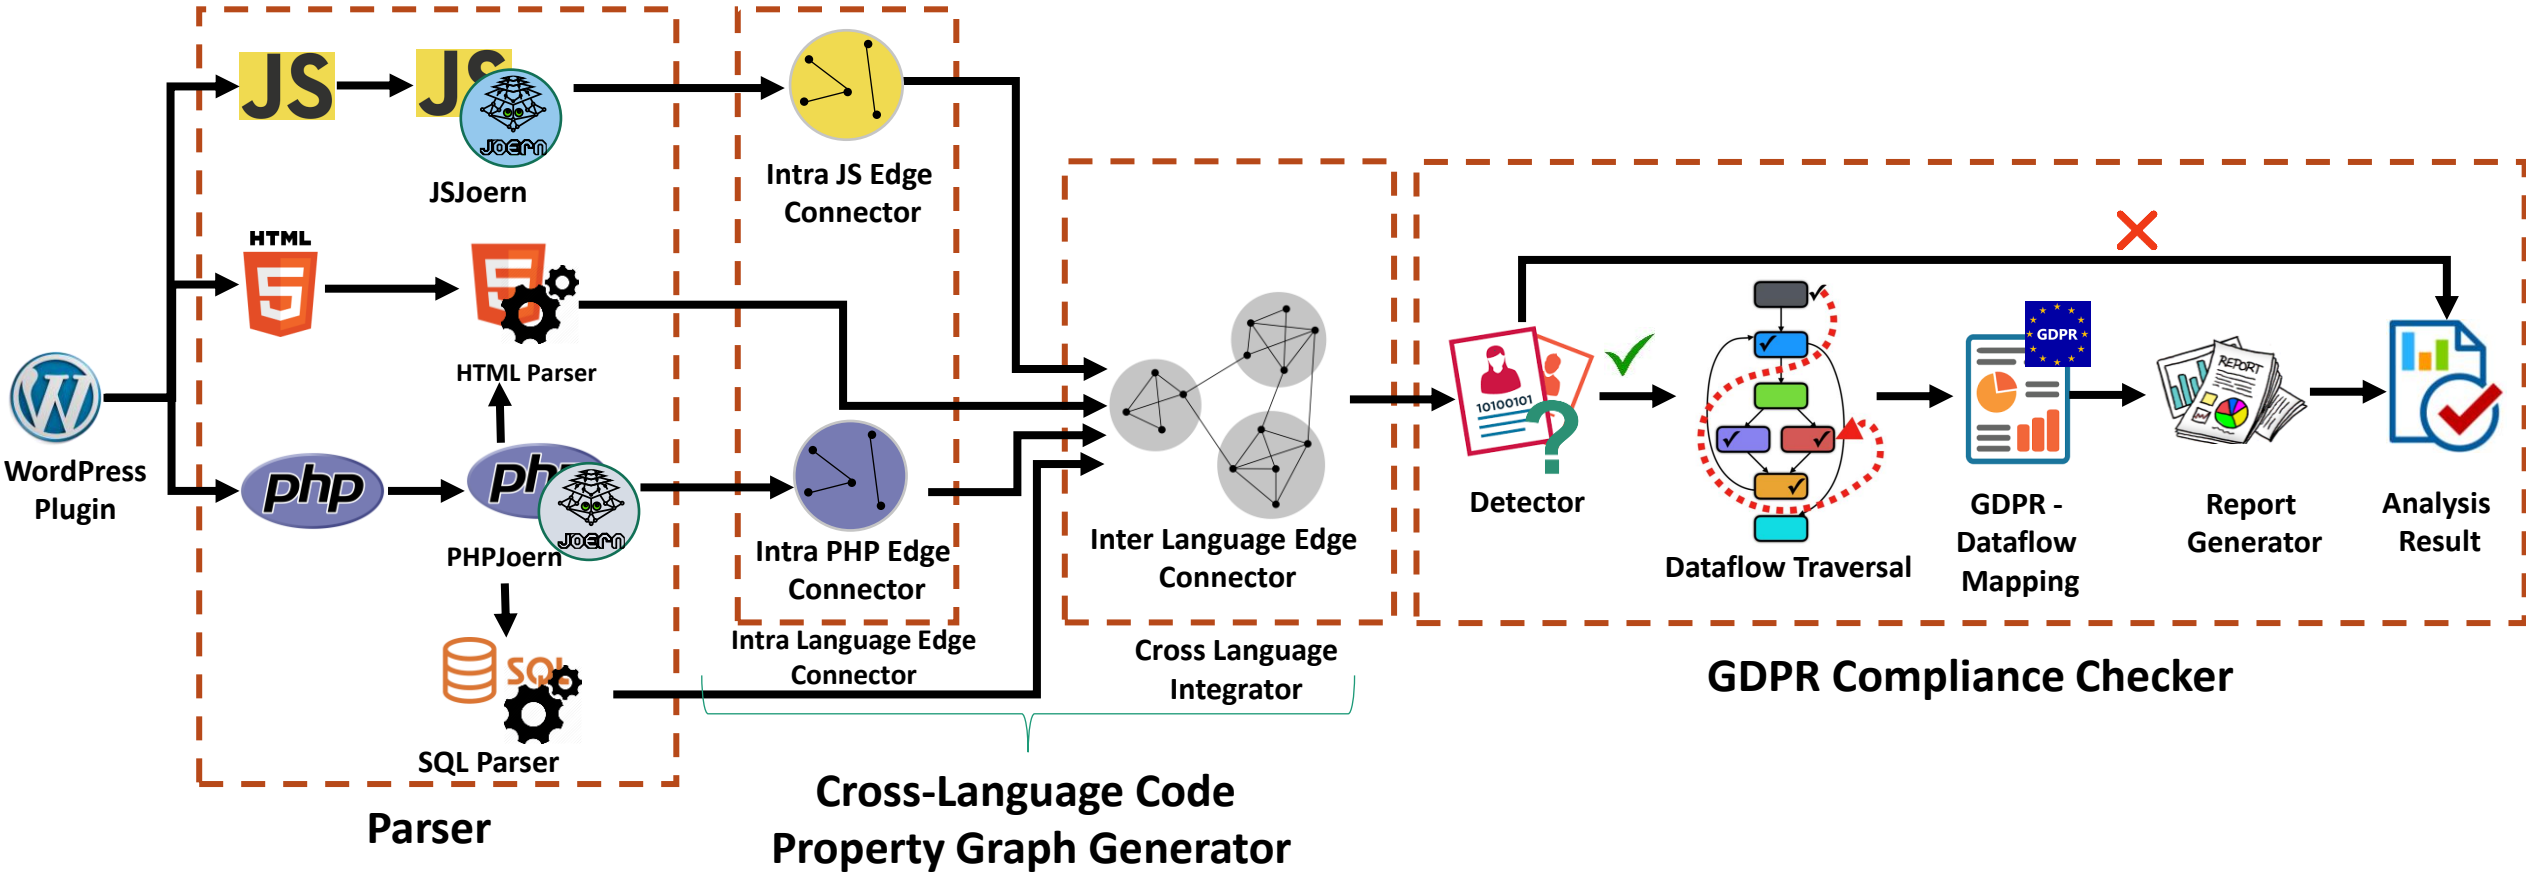 JS
JS
JOERN
JSJoern
Intra JS Edge
Connector
HTML
5
5
HTML Parser
WordPress
Plugin
php
php
JOERN
PHPJoern
Intra PHP Edge
Connector
SQL
SQL Parser
Parser
Intra Language Edge
Connector
Inter Language Edge
Connector
Cross Language
Integrator
Cross-Language Code
Property Graph Generator
10100101
?
Detector
Dataflow Traversal
GDPR
GDPR -
Dataflow
Mapping
REPORT
Report
Generator
Analysis
Result
GDPR Compliance Checker